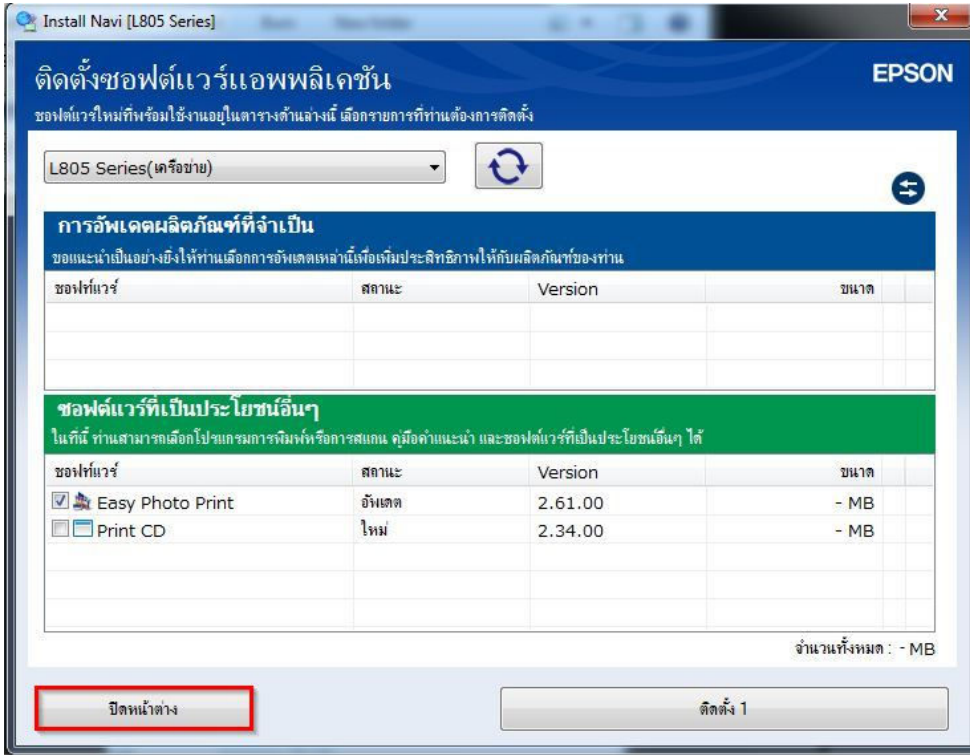 Install Navi [L805 Series]
EPSON
ติดตั้งซอฟต์แวร์แอพพลิเคชัน
ซอฟต์แวร์ใหม่ที่พร้อมใช้งานอยู่ในตารางด้านล่างนี้ เลือกรายการที่ท่านต้องการติดตั้ง
L805 Series(เครือข่าย)
การอัพเดตผลิตภัณฑ์ที่จำเป็น
ขอแนะนำเป็นอย่างยิ่งให้ท่านเลือกการอัพเดตเหล่านี้เพื่อเพิ่มประสิทธิภาพให้กับผลิตภัณฑ์ของท่าน
ซอฟท์แวร์ สถานะ Version ขนาด
ซอฟต์แวร์ที่เป็นประโยชน์อื่นๆ
ในที่นี้ ท่านสามารถเลือกโปรแกรมการพิมพ์หรือการสแกน คู่มือคำแนะนำ และซอฟต์แวร์ที่เป็นประโยชน์อื่นๆ ได้
ซอฟท์แวร์ สถานะ Version ขนาด
Easy Photo Print อัพเดต 2.61.00 - MB
Print CD ใหม่ 2.34.00 - MB
จำนวนทั้งหมด : - MB
ปิดหน้าต่าง ติดตั้ง 1